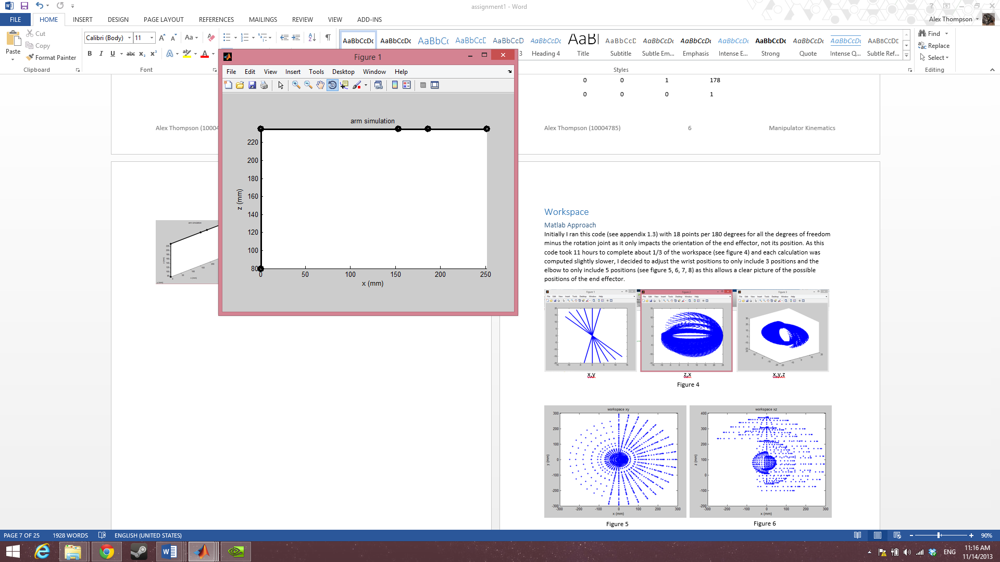 assignment1 - Word
FILE HOME INSERT DESIGN PAGE LAYOUT REFERENCES MAILINGS REVIEW VIEW ADD-INS
Alex Thompson
Paste
Cut
Copy
Format Painter
Clipboard
Calibri (Body) 11
Font
AaBbCcDc AaBbCcDc AaBbC AaBbCcD AaBbCcD AaBbCcDc AaBl AaBbCcD AaBbCcDc AaBbCcDc AaBbCcDc AaBbCcDc AaBbCcDc AaBbCcDc AABBCCDE
3 Heading 4 Title Subtitle Subtle Em... Emphasis Intense E... Strong Quote Intense Q... Subtle Ref...
Styles
Find
Replace
Select
Editing
Figure 1
File Edit View Insert Tools Desktop Window Help
arm simulation
220
200
180
160
140
120
100
80
z (mm)
0 50 100 150 200 250
x (mm)
0 0 1 178
0 0 0 1
Alex Thompson (10004
Alex Thompson (10004785) 6 Manipulator Kinematics
Workspace
Matlab Approach
Initially I ran this code (see appendix 1.3) with 18 points per 180 degrees for all the degrees of freedom
minus the rotation joint as it only impacts the orientation of the end effector, not its position. As this
code took 11 hours to complete about 1/3 of the workspace (see figure 4) and each calculation was
computed slightly slower, I decided to adjust the wrist positions to only include 3 positions and the
elbow to only include 5 positions (see figure 5, 6, 7, 8) as this allows a clear picture of the possible
positions of the end effector.
Figure 1 Figure 2 Figure 3
x,y z,x x,y,z
Figure 4
workspace xy
300
200
100
0
-100
-200
-300
y (mm)
-300 -200 -100 0 100 200 300
x (mm)
Figure 5
workspace xz
400
300
200
100
0
-100
-200
z (mm)
-300 -200 -100 0 100 200 300
x (mm)
Figure 6
PAGE 7 OF 25 1928 WORDS ENGLISH (UNITED STATES)
90%
ENG
11:16 AM
11/14/2013